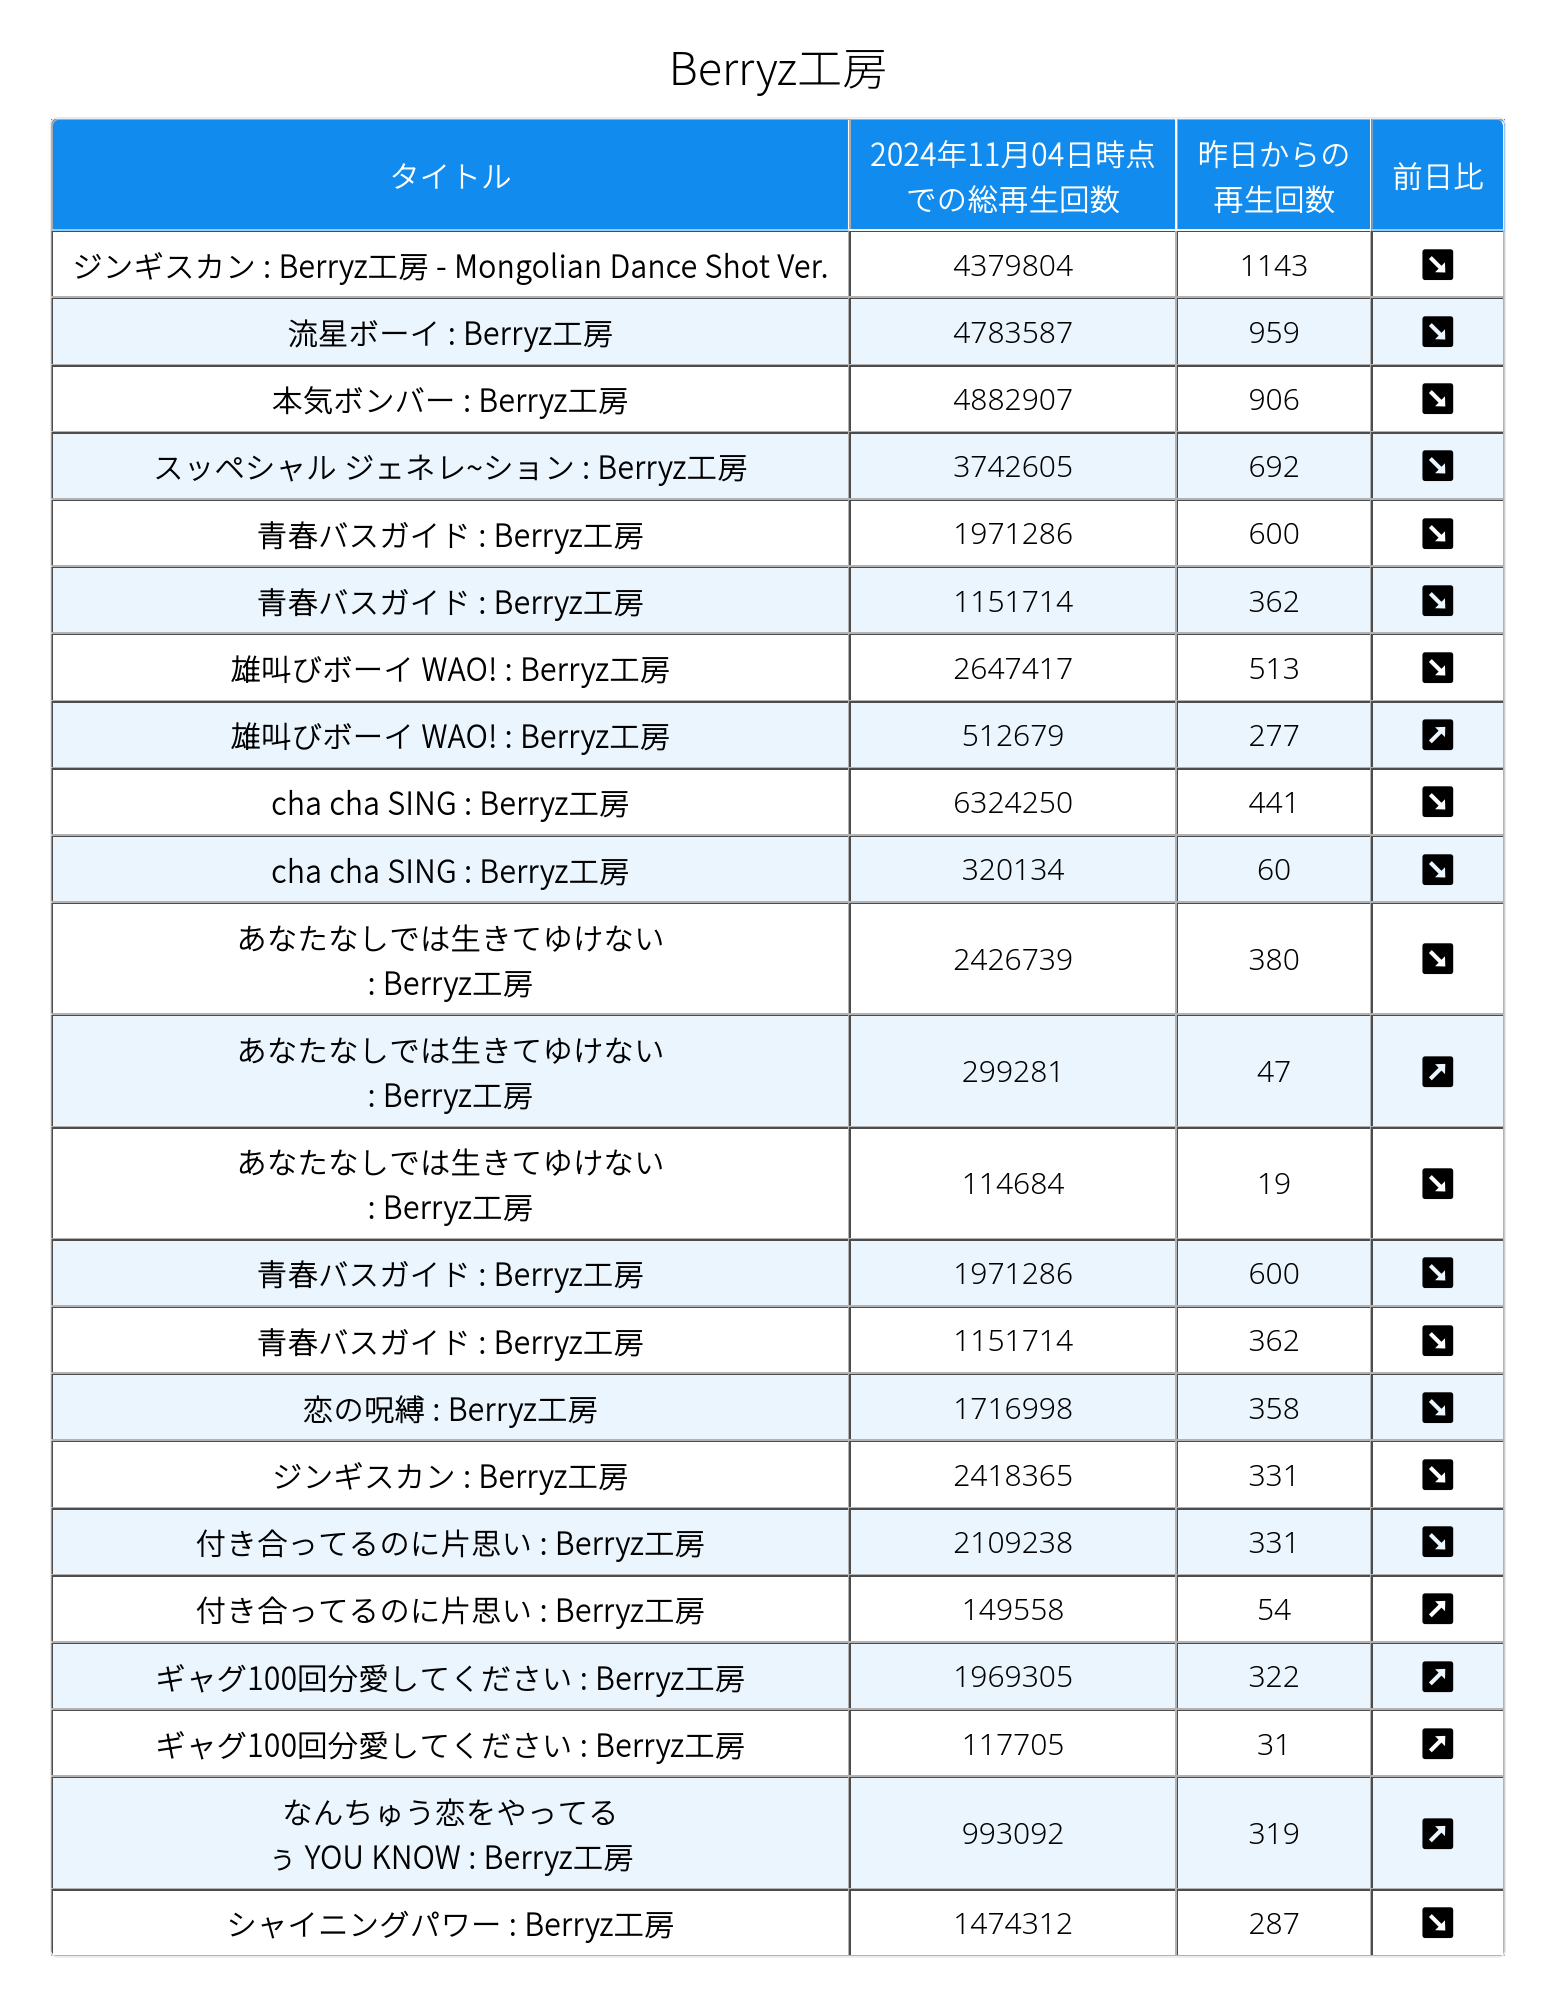 Berryz工房
タイトル
2024年11月04日時点
での総再生回数
昨日からの
再生回数
前日比
ジンギスカン : Berryz工房 - Mongolian Dance Shot Ver. 4379804 1143
流星ボーイ : Berryz工房 4783587 959
本気ボンバー : Berryz工房 4882907 906
スッペシャル ジェネレ~ション : Berryz工房 3742605 692
青春バスガイド : Berryz工房 1971286 600
青春バスガイド : Berryz工房 1151714 362
雄叫びボーイ WAO! : Berryz工房 2647417 513
雄叫びボーイ WAO! : Berryz工房 512679 277
cha cha SING : Berryz工房 6324250 441
cha cha SING : Berryz工房 320134 60
あなたなしでは生きてゆけない
: Berryz工房 2426739 380
あなたなしでは生きてゆけない
: Berryz工房 299281 47
あなたなしでは生きてゆけない
: Berryz工房 114684 19
青春バスガイド : Berryz工房 1971286 600
青春バスガイド : Berryz工房 1151714 362
恋の呪縛 : Berryz工房 1716998 358
ジンギスカン : Berryz工房 2418365 331
付き合ってるのに片思い : Berryz工房 2109238 331
付き合ってるのに片思い : Berryz工房 149558 54
ギャグ100回分愛してください : Berryz工房 1969305 322
ギャグ100回分愛してください : Berryz工房 117705 31
なんちゅう恋をやってる
ぅ YOU KNOW : Berryz工房 993092 319
シャイニングパワー : Berryz工房 1474312 287